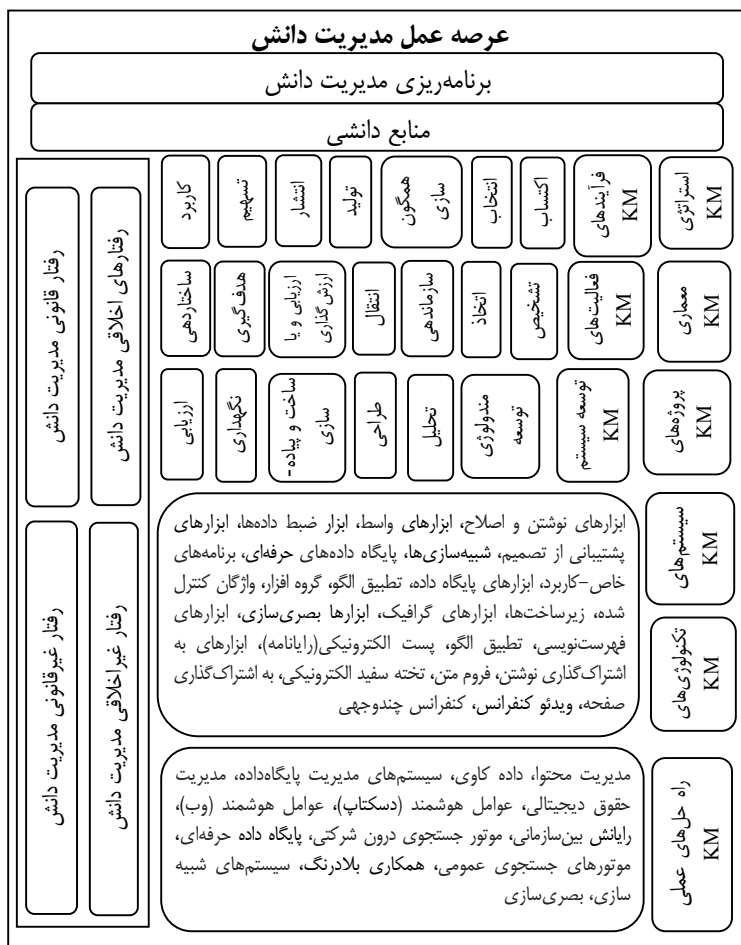 عرصه عمل مدیریت دانش
برنامه‌ریزی مدیریت دانش
منابع دانشی
استراتژی
KM
فرآیندهای
KM
اکتساب
انتخاب
همگون
سازی
تولید
انتشار
تسهیم
کاربرد
معماری
KM
فعالیت‌های
KM
تشخیص
اتخاذ
سازماندهی
انتقال
ارزیابی و یا
ارزش گذاری
هدف‌گیری
ساختاردهی
پروژه‌های
KM
توسعه سیستم
KM
توسعه
مندولوژی
تحلیل
طراحی
ساخت و پیاده-
سازی
نگهداری
ارزیابی
سیستم‌های
KM
تکنولوژی‌های
KM
ابزارهای نوشتن و اصلاح، ابزارهای واسط، ابزار ضبط داده‌ها، ابزارهای
پشتیبانی از تصمیم، شبیه‌سازی‌ها، پایگاه داده‌های حرفه‌ای، برنامه‌های
خاص-کاربرد، ابزارهای پایگاه داده، تطبیق الگو، گروه افزار، واژگان کنترل
شده، زیرساخت‌ها، ابزارهای گرافیک، ابزارها بصری‌سازی، ابزارهای
فهرست‌نویسی، تطبیق الگو، پست الکترونیکی(رایانامه)، ابزارهای به
اشتراک‌گذاری نوشتن، فروم متن، تخته سفید الکترونیکی، به اشتراک‌گذاری
صفحه، ویدئو کنفرانس، کنفرانس چندوجهی
راه حل‌های عملی
KM
مدیریت محتوا، داده کاوی، سیستم‌های مدیریت پایگاه‌داده، مدیریت
حقوق دیجیتالی، عوامل هوشمند (دسکتاپ)، عوامل هوشمند (وب)،
رایانش بین‌سازمانی، موتور جستجوی درون شرکتی، پایگاه داده حرفه‌ای،
موتورهای جستجوی عمومی، همکاری بلادرنگ، سیستم‌های شبیه
سازی، بصری‌سازی
رفتارهای اخلاقی مدیریت دانش
رفتار قانونی مدیریت دانش
رفتار غیراخلاقی مدیریت دانش
رفتار غیرقانونی مدیریت دانش